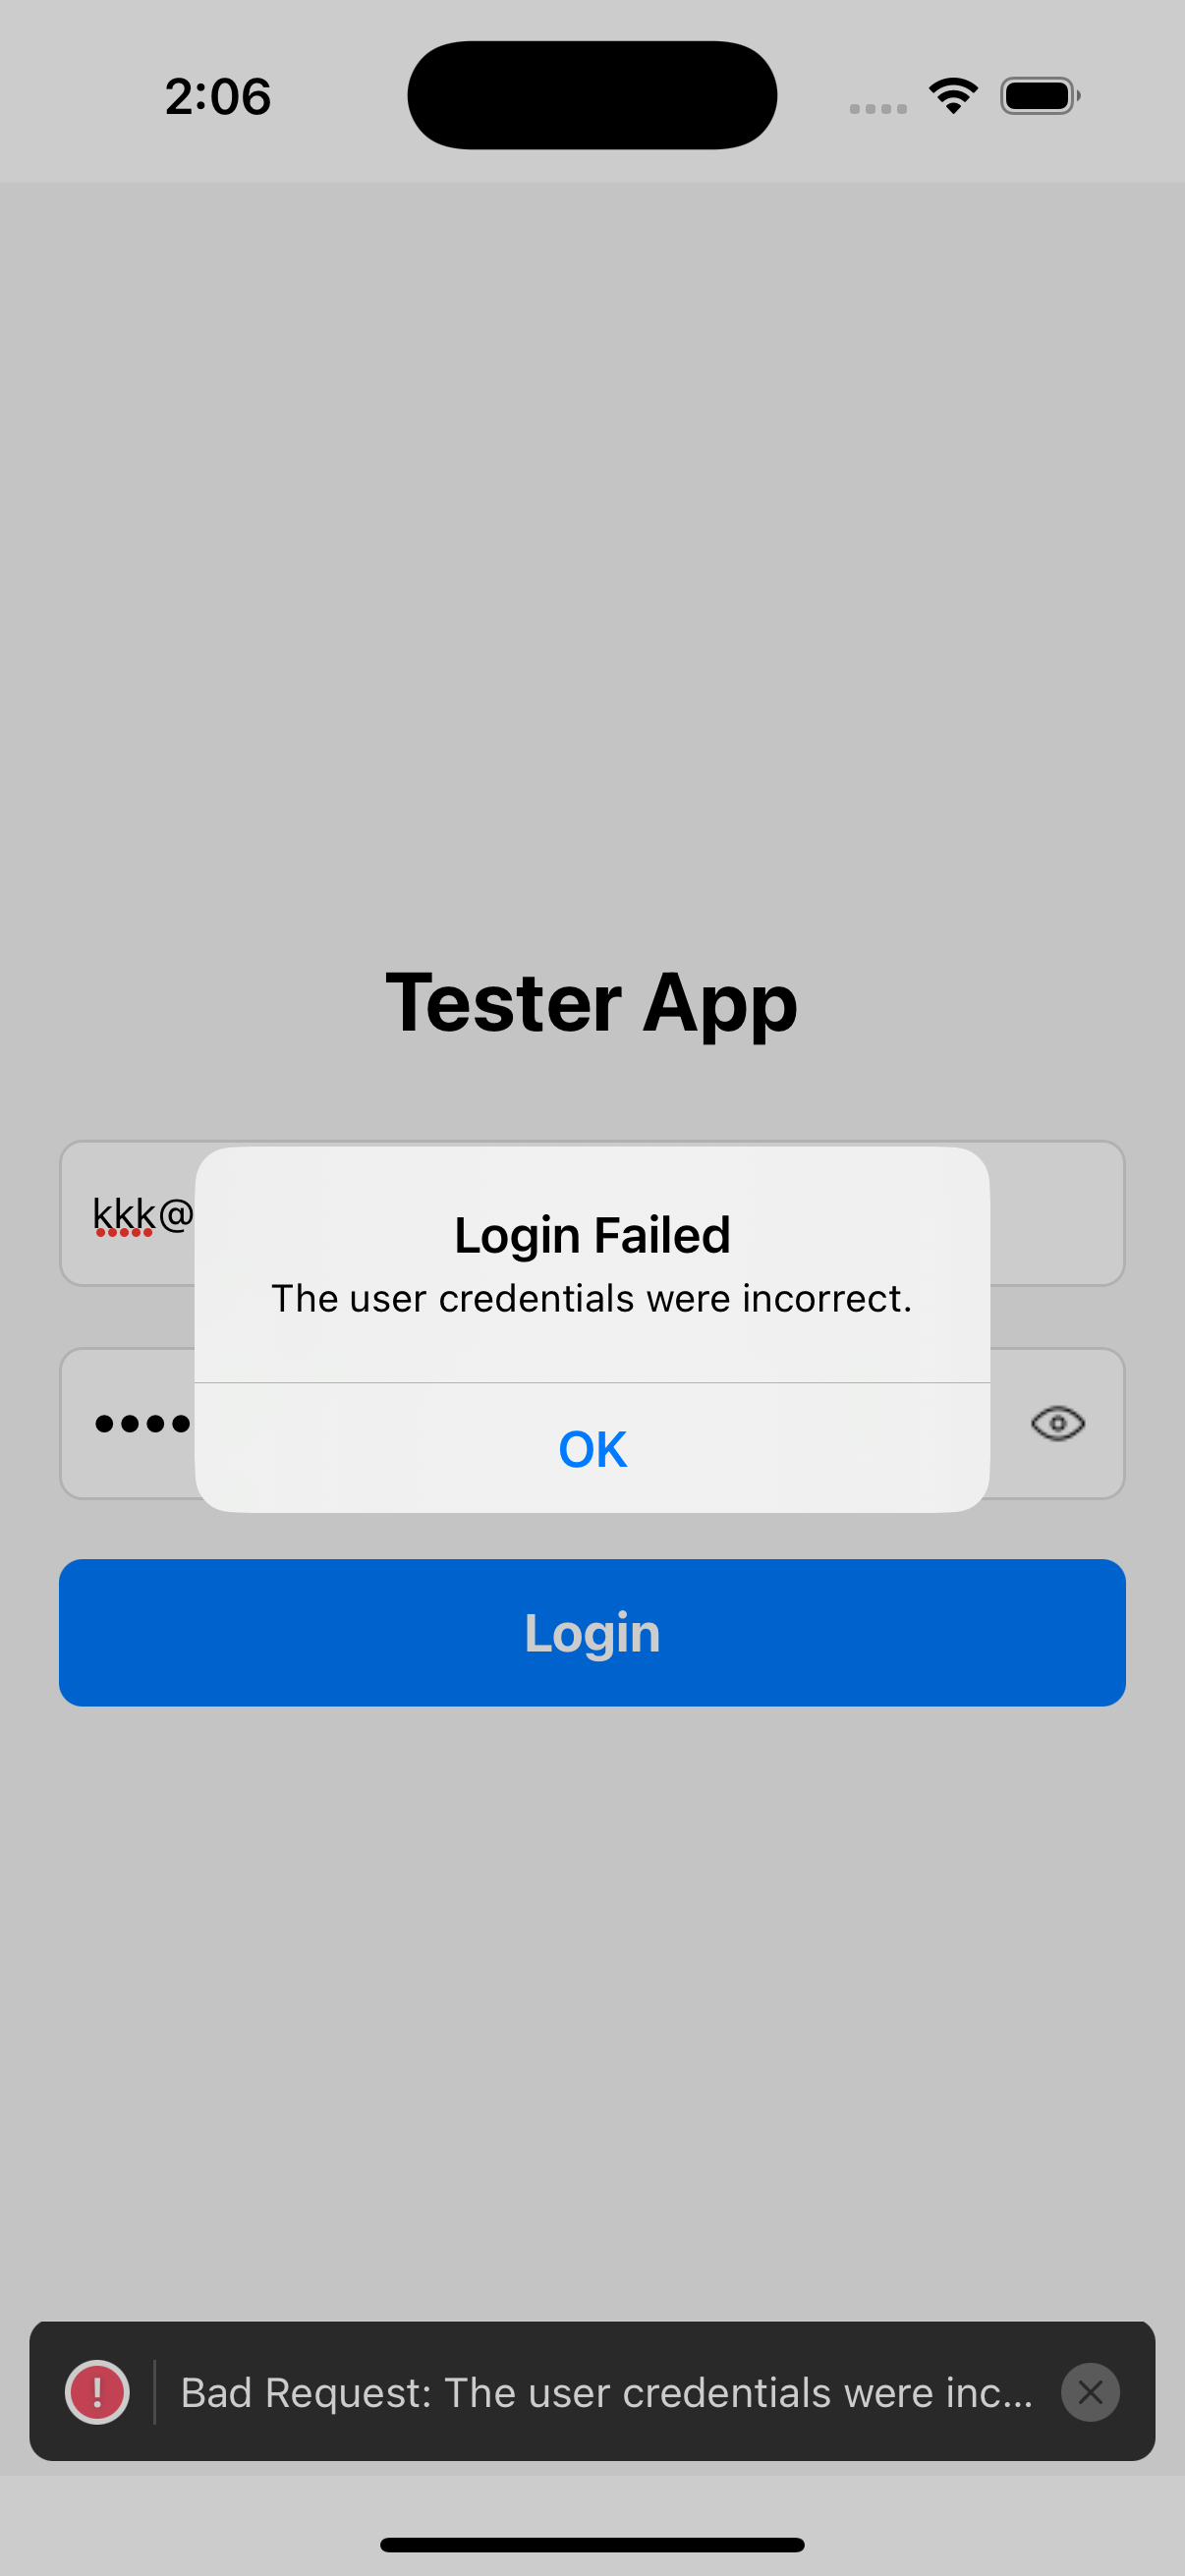 2:06
Tester App
kkk@
Login Failed
The user credentials were incorrect.
••••
OK
Login
! Bad Request: The user credentials were inc...